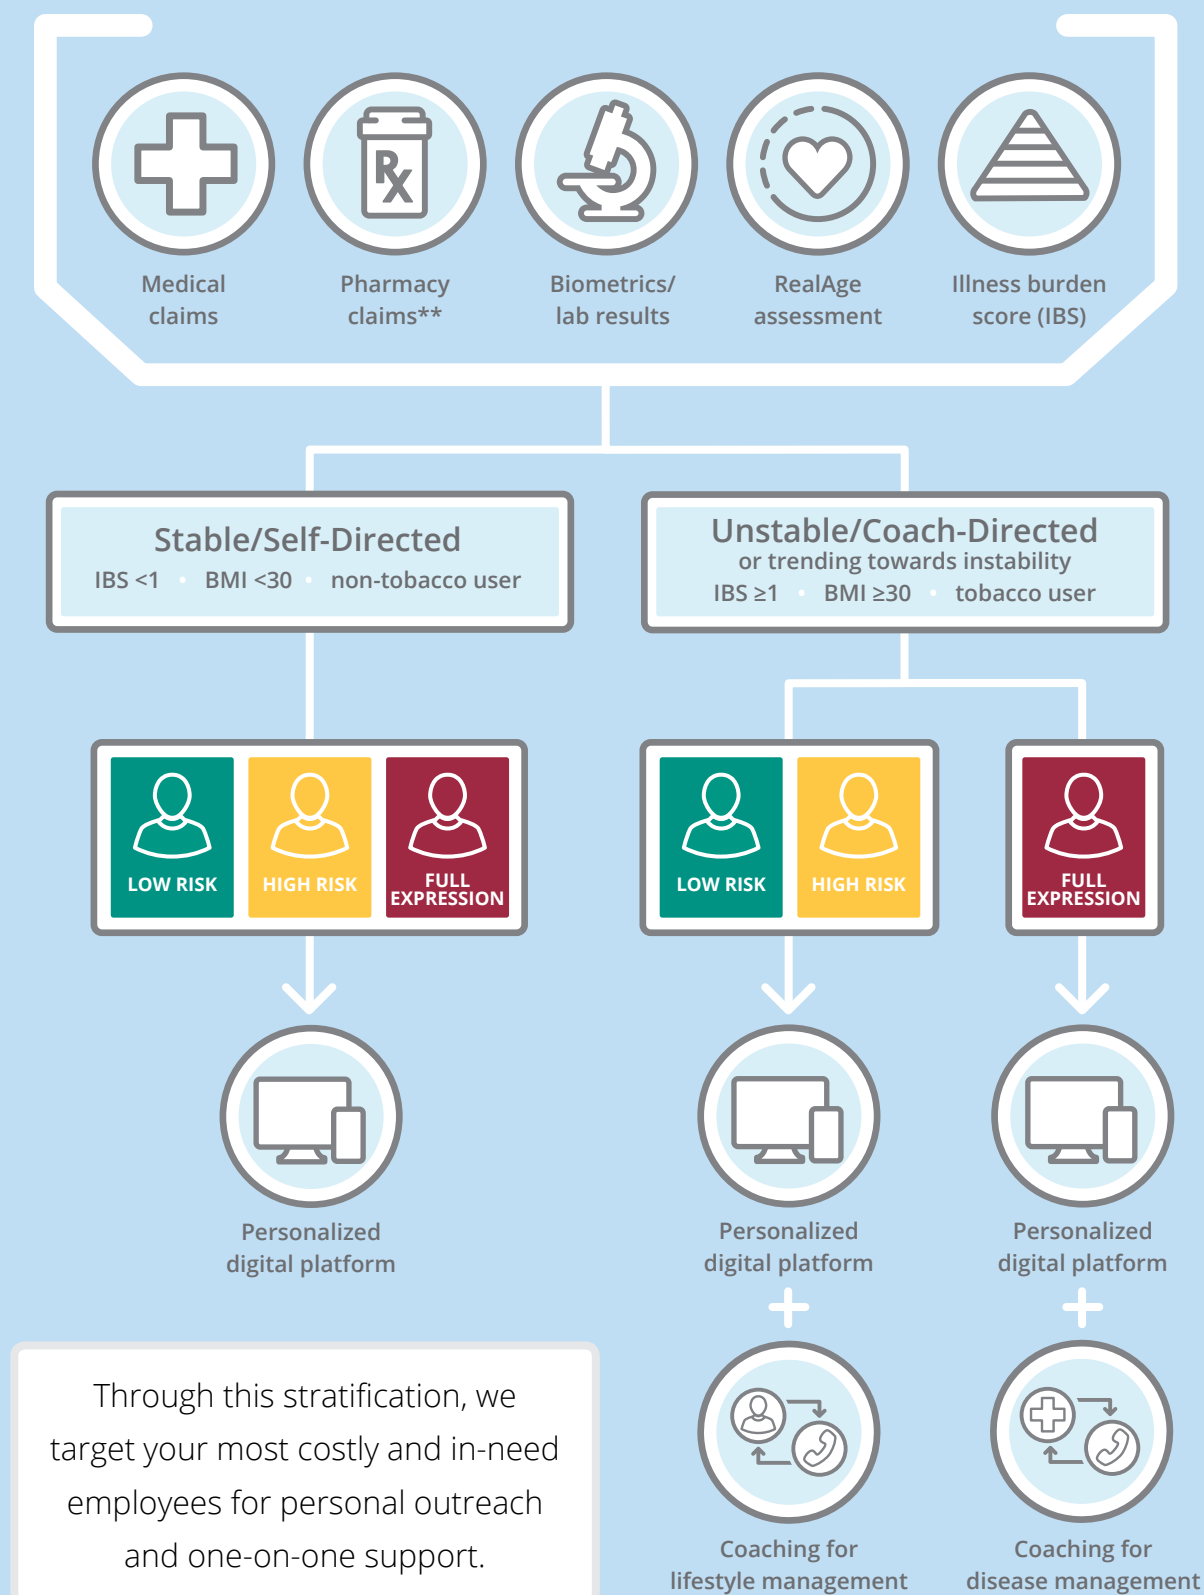 Rx
Medical
claims
Pharmacy
claims**
Biometrics/
lab results
RealAge
assessment
Illness burden
score (IBS)
Stable/Self-Directed
IBS <1 • BMI <30 • non-tobacco user
Unstable/Coach-Directed
or trending towards instability
IBS ≥1 • BMI ≥30 • tobacco user
LOW RISK
HIGH RISK
FULL
EXPRESSION
LOW RISK
HIGH RISK
FULL
EXPRESSION
Personalized
digital platform
Personalized
digital platform
Personalized
digital platform
Through this stratification, we
target your most costly and in-need
employees for personal outreach
and one-on-one support.
Coaching for
lifestyle management
Coaching for
disease management